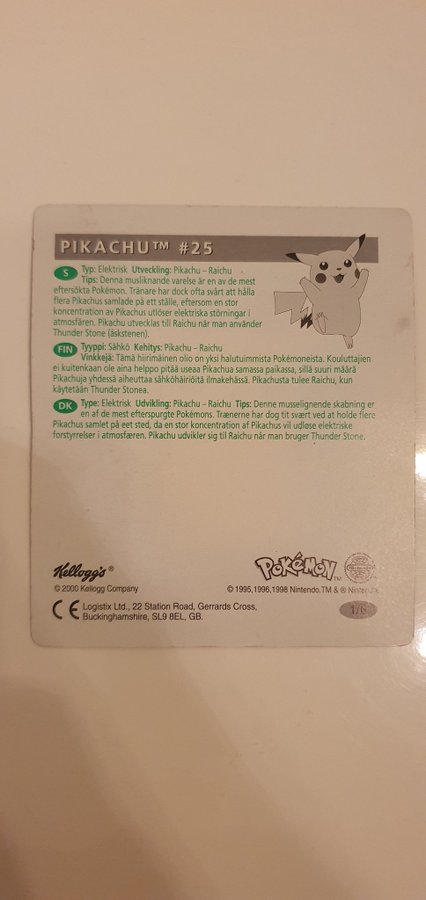 PIKACHU™ #25
S Typ: Elektrisk Utveckling: Pikachu – Raichu
Tips: Denna musliknande varelse är en av de mest
eftersökta Pokémon. Tränare har dock ofta svårt att hålla
flera Pikachus samlade på ett ställe, eftersom en stor
koncentration av Pikachus utlöser elektriska störningar i
atmosfären. Pikachu utvecklas till Raichu när man använder
Thunder Stone (åskstenen).
FIN Tyyppi: Sähkö Kehitys: Pikachu – Raichu
Vinkkejä: Tämä hiirimäinen olio on yksi halutuimmista Pokémoneista. Kouluttajien
ei kuitenkaan ole aina helppo pitää useaa Pikachua samassa paikassa, sillä suuri määrä
Pikachuja yhdessä aiheuttaa sähköhäiriöitä ilmakehässä. Pikachusta tulee Raichu, kun
käytetään Thunder Stonea.
DK Type: Elektrisk Udvikling: Pikachu – Raichu Tips: Denne musselignende skabning er
en af de mest efterspurgte Pokémons. Trænerne har dog tit svært ved at holde flere
Pikachus samlet på eet sted, da en stor koncentration af Pikachus vil udløse elektriske
forstyrrelser i atmosfæren. Pikachu udvikler sig til Raichu når man bruger Thunder Stone.
Kellogg's®
© 2000 Kellogg Company
POKéMON™
© 1995,1996,1998 Nintendo.TM & ® Nintendo
CE Logistix Ltd., 22 Station Road, Gerrards Cross,
Buckinghamshire, SL9 8EL, GB.
1/6